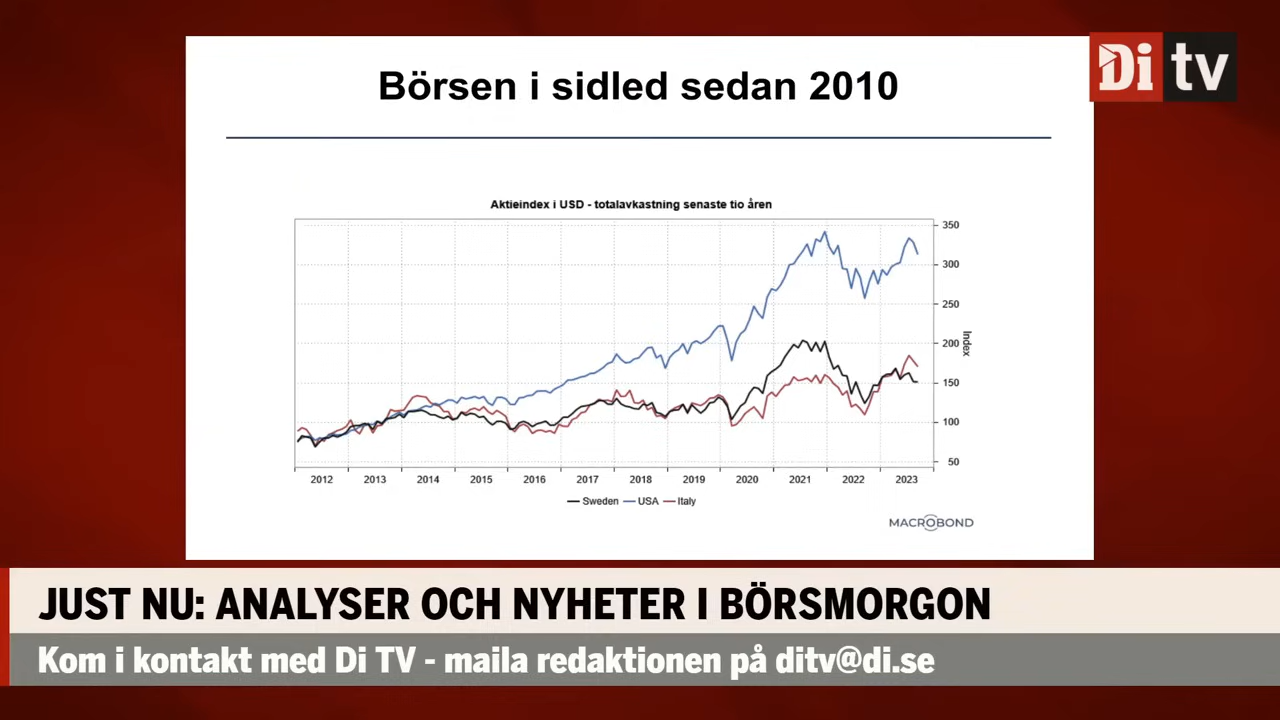 Börsen i sidled sedan 2010
Di tv
Aktieindex i USD - totalavkastning senaste tio åren
350
300
250
200
150
100
50
Index
2012 2013 2014 2015 2016 2017 2018 2019 2020 2021 2022 2023
Sweden USA Italy
MACROBOND
JUST NU: ANALYSER OCH NYHETER I BÖRSMORGON
Kom i kontakt med Di TV - maila redaktionen på ditv@di.se